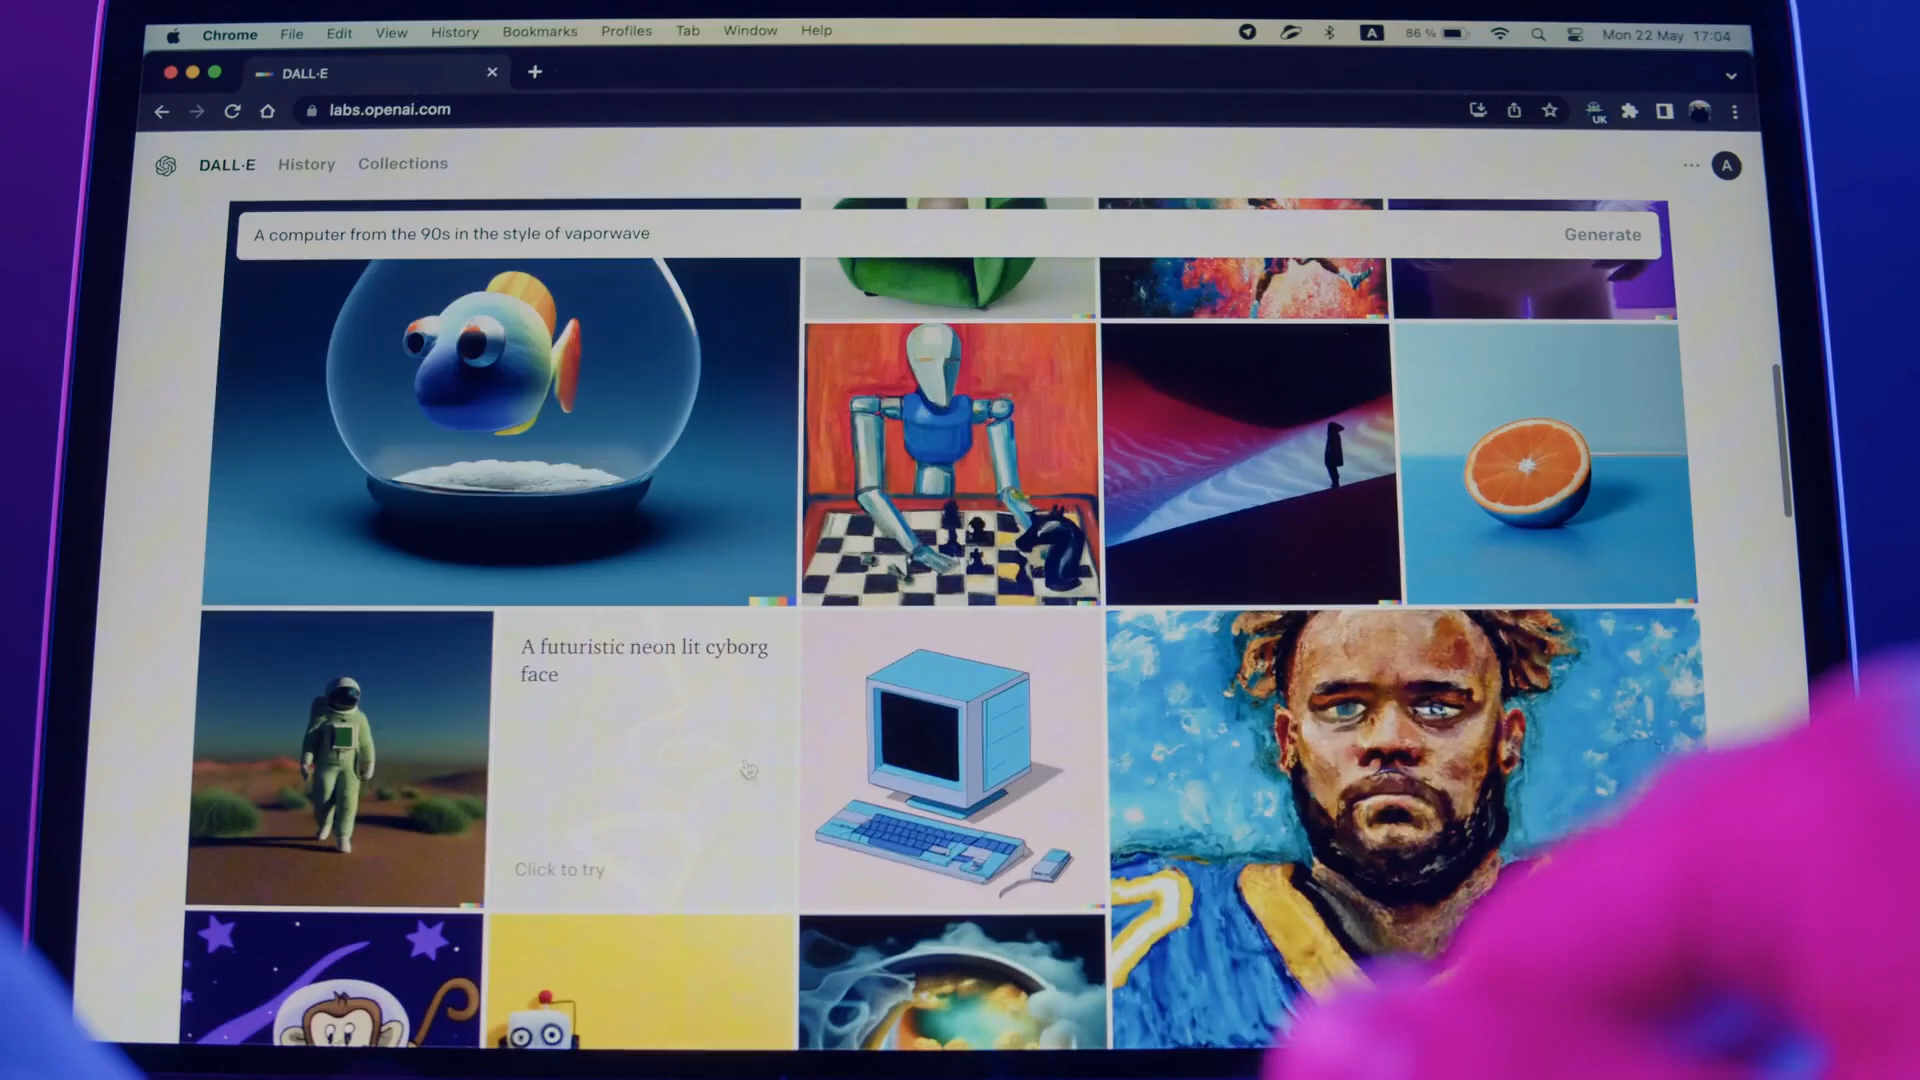 Chrome File Edit View History Bookmarks Profiles Tab Window Help A 86 % Mon 22 May 17:04
DALL·E
labs.openai.com
UK
DALL·E History Collections
A
A computer from the 90s in the style of vaporwave Generate
A futuristic neon lit cyborg
face
Click to try